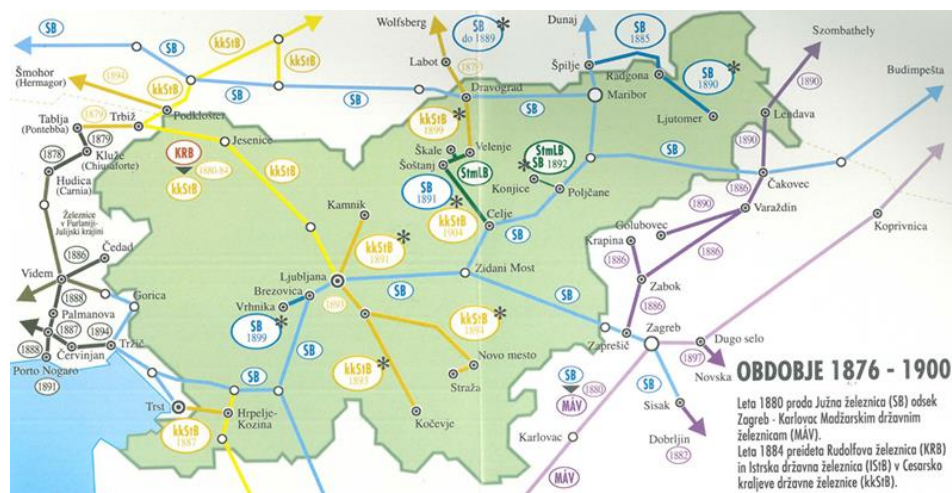 Wolfsberg
SB
do 1889
Dunaj
SB
1885
Szombathely
SB
kkStB
kkStB
Labot
1879
Špilje
Radgona
SB
1890
Budimpešta
Šmohor
(Hermagor)
1894
SB
SB
Dravograd
SB
Maribor
Ljutomer
1890
Tablja
(Pontebba)
1879
Trbiž
Podklošter
kkStB
1899
Lendava
1879
Kluže
(Chiusaforte)
1878
Jesenice
KRB
1880-84
kkStB
kkStB
Škale
Velenje
Šoštanj
StmLB
StmLB
SB 1892
SB
1890
Hudica
(Carnia)
SB
1891
Konjice
Poljčane
1886
Čakovec
Železnice
v Furlaniji-
Julijski krajini
Kamnik
kkStB
1904
Celje
1890
Varaždin
Golubovec
Krapina
Koprivnica
Čedad
1886
kkStB
1891
SB
1886
1886
Videm
Ljubljana
Zidani Most
Zabok
1888
Gorica
Brezovica
Vrhnika
1893
SB
SB
Palmanova
1887
1894
Tržič
SB
1899
kkStB
1894
1886
Zagreb
Zaprešič
Dugo selo
1888
Červinjan
Porto Nogaro
1891
SB
SB
kkStB
1893
Novo mesto
Straža
SB
1880
MÁV
SB
1897
Novska
OBDOBJE 1876 - 1900
Trst
Hrpelje-
Kozina
kkStB
1887
Kočevje
Karlovac
MÁV
Sisak
Dobrljin
1882
Leta 1880 proda Južna železnica (SB) odsek
Zagreb - Karlovac Madžarskim državnim
železnicam (MÁV).
Leta 1884 preideta Rudolfova železnica (KRB)
in Istrska državna železnica (IStB) v Cesarsko
kraljeve državne železnice (kkStB).